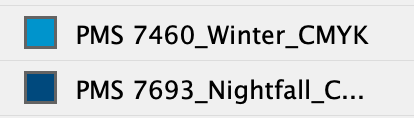 PMS 7460_Winter_CMYK
PMS 7693_Nightfall_C...